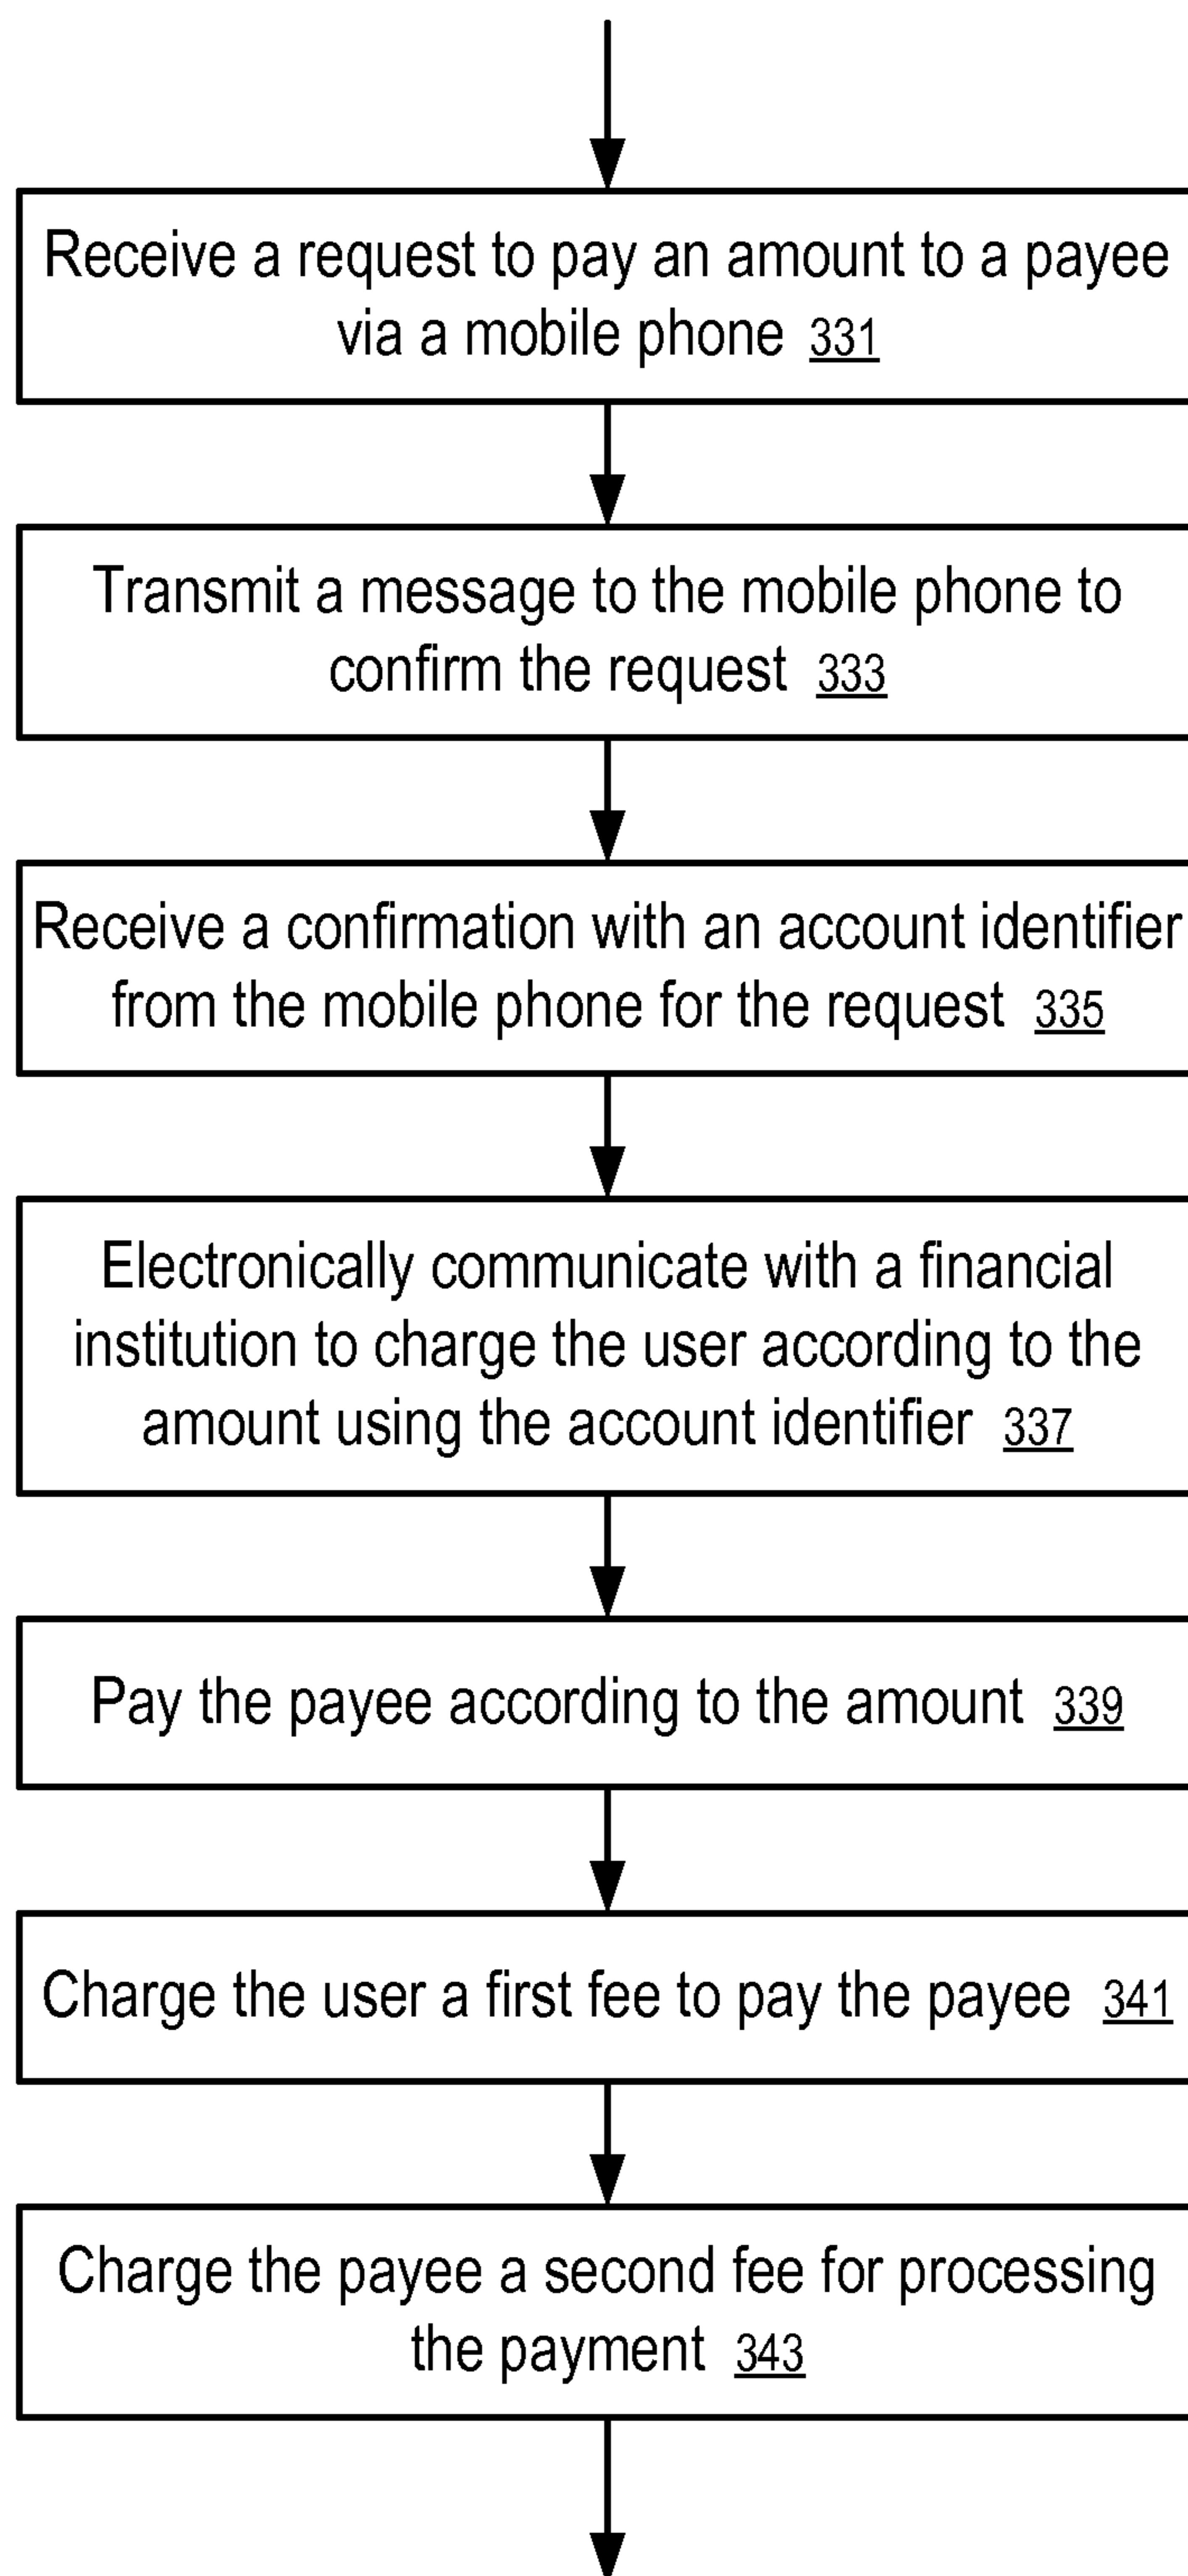 Receive a request to pay an amount to a payee
via a mobile phone 331
Transmit a message to the mobile phone to
confirm the request 333
Receive a confirmation with an account identifier
from the mobile phone for the request 335
Electronically communicate with a financial
institution to charge the user according to the
amount using the account identifier 337
Pay the payee according to the amount 339
Charge the user a first fee to pay the payee 341
Charge the payee a second fee for processing
the payment 343